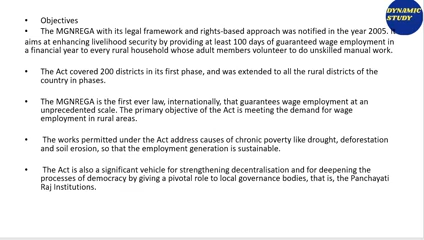 • Objectives
• The MGNREGA with its legal framework and rights-based approach was notified in the year 2005. It
aims at enhancing livelihood security by providing at least 100 days of guaranteed wage employment in
a financial year to every rural household whose adult members volunteer to do unskilled manual work.
• The Act covered 200 districts in its first phase, and was extended to all the rural districts of the
country in phases.
• The MGNREGA is the first ever law, internationally, that guarantees wage employment at an
unprecedented scale. The primary objective of the Act is meeting the demand for wage
employment in rural areas.
• The works permitted under the Act address causes of chronic poverty like drought, deforestation
and soil erosion, so that the employment generation is sustainable.
• The Act is also a significant vehicle for strengthening decentralisation and for deepening the
processes of democracy by giving a pivotal role to local governance bodies, that is, the Panchayati
Raj Institutions.
DYNAMIC
STUDY